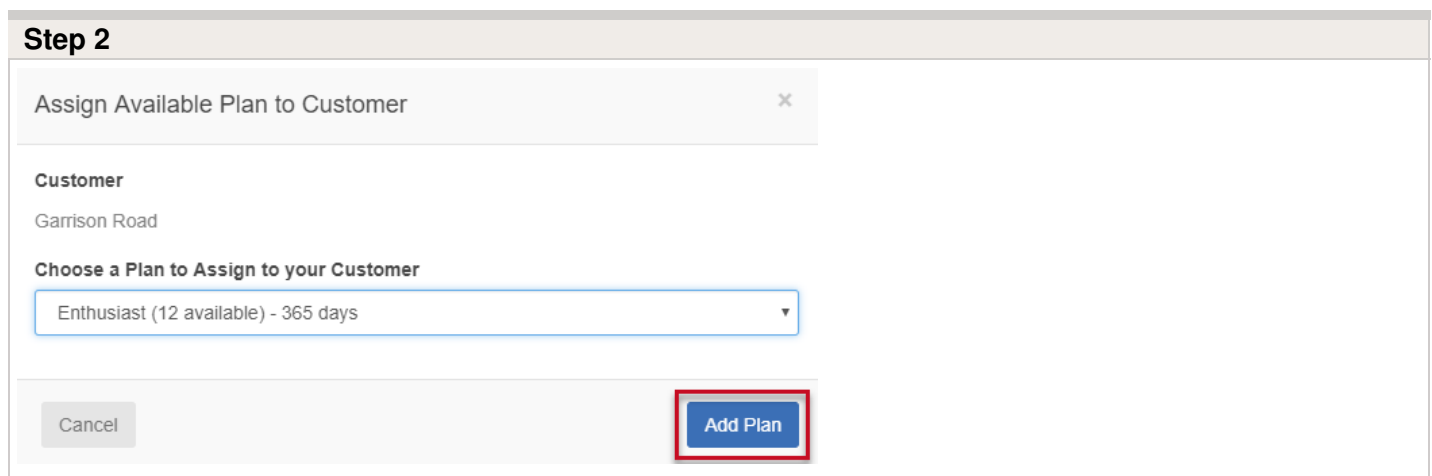 Step 2
Assign Available Plan to Customer ×
Customer
Garrison Road
Choose a Plan to Assign to your Customer
Enthusiast (12 available) - 365 days
Cancel Add Plan